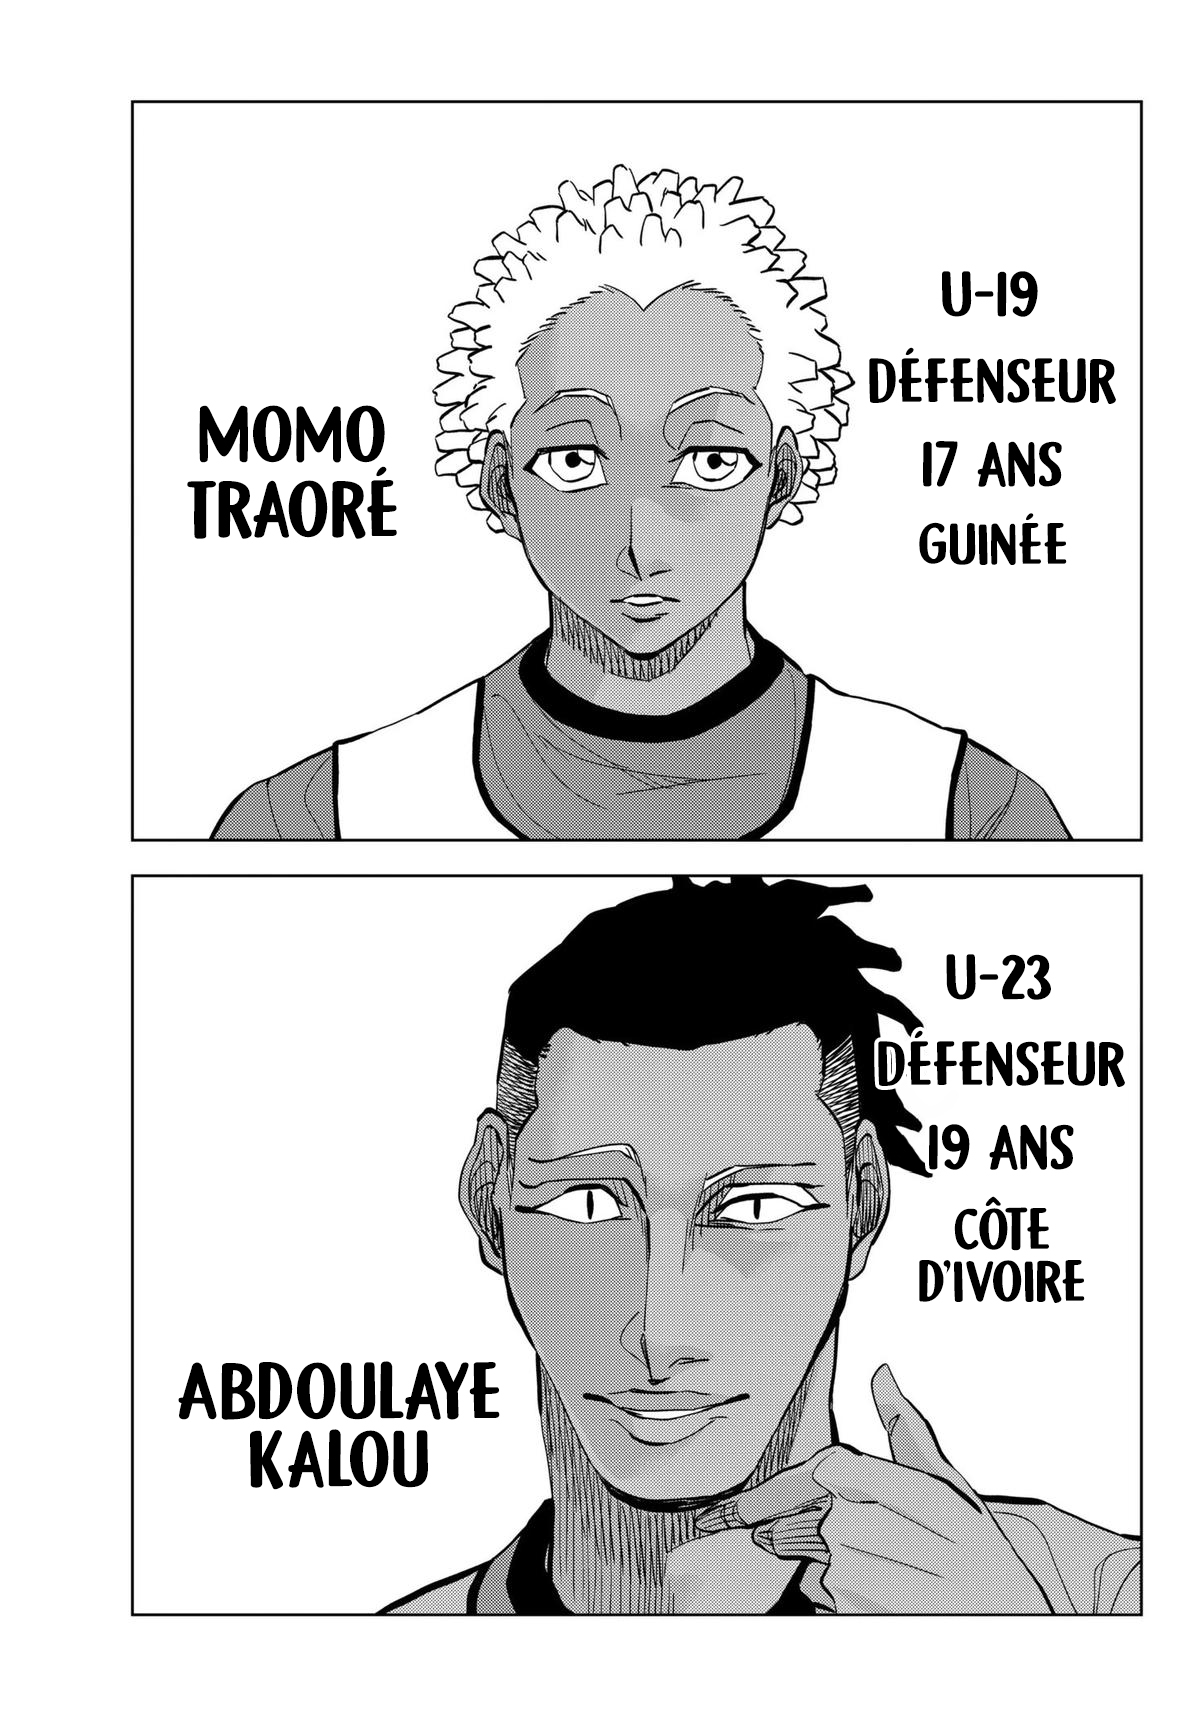 MOMO
TRAORÉ
U-19
DÉFENSEUR
17 ANS
GUINÉE
U-23
DÉFENSEUR
19 ANS
CÔTE
D'IVOIRE
ABDOULAYE
KALOU